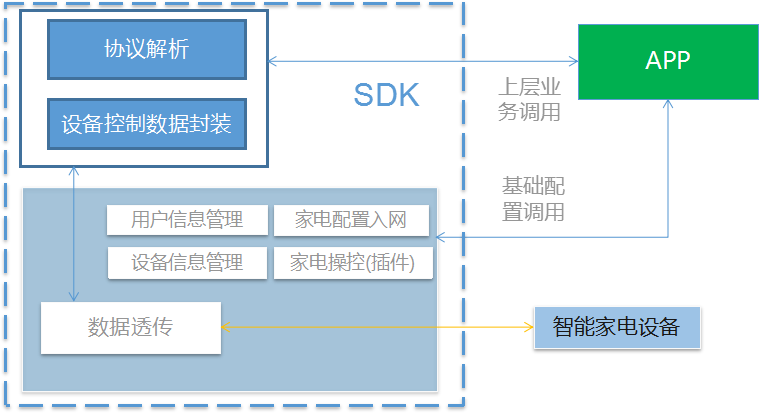 协议解析
设备控制数据封装
SDK
上层业
务调用
APP
基础配
置调用
用户信息管理
家电配置入网
设备信息管理
家电操控(插件)
数据透传
智能家电设备